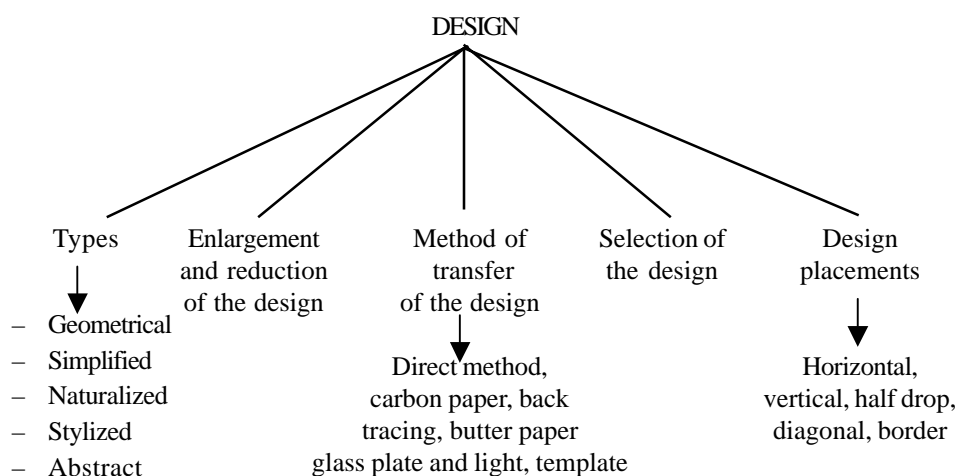 DESIGN
Types
– Geometrical
– Simplified
– Naturalized
– Stylized
– Abstract
Enlargement
and reduction
of the design
Method of
transfer
of the design
Direct method,
carbon paper, back
tracing, butter paper
glass plate and light, template
Selection of
the design
Design
placements
Horizontal,
vertical, half drop,
diagonal, border